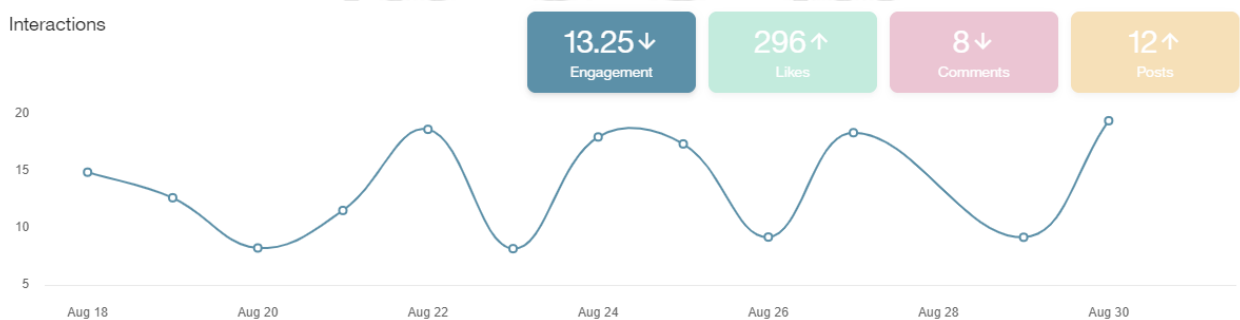 Interactions
13.25↓
Engagement
296↑
Likes
8↓
Comments
12↑
Posts
20
15
10
5
Aug 18
Aug 20
Aug 22
Aug 24
Aug 26
Aug 28
Aug 30